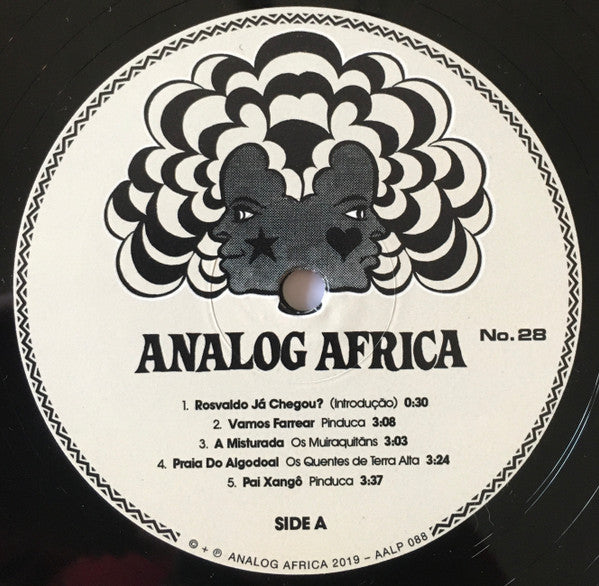 ANALOG AFRICA No. 28
1. Rosvaldo Já Chegou? (Introdução) 0:30
2. Vamos Farrear Pinduca 3:08
3. A Misturada Os Muiraquitãns 3:03
4. Praia Do Algodoal Os Quentes de Terra Alta 3:24
5. Pai Xangô Pinduca 3:37
SIDE A
© + ℗ ANALOG AFRICA 2019 - AALP 088